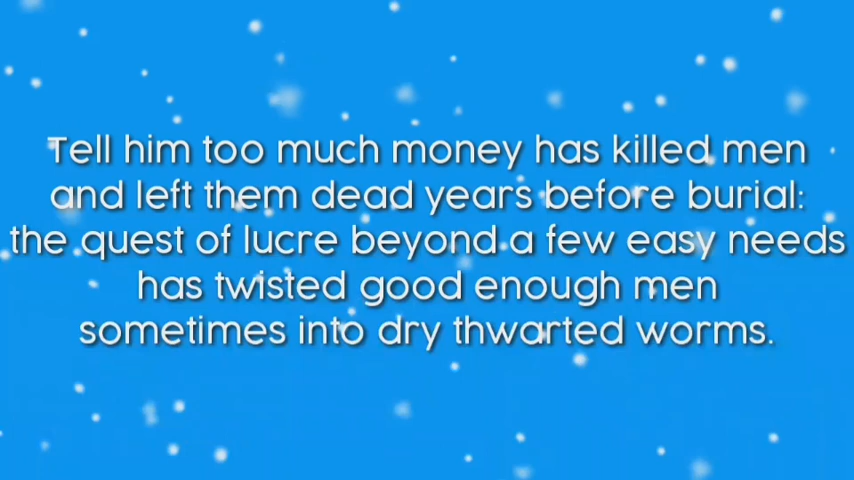 Tell him too much money has killed men
and left them dead years before burial:
the quest of lucre beyond a few easy needs
has twisted good enough men
sometimes into dry thwarted worms.